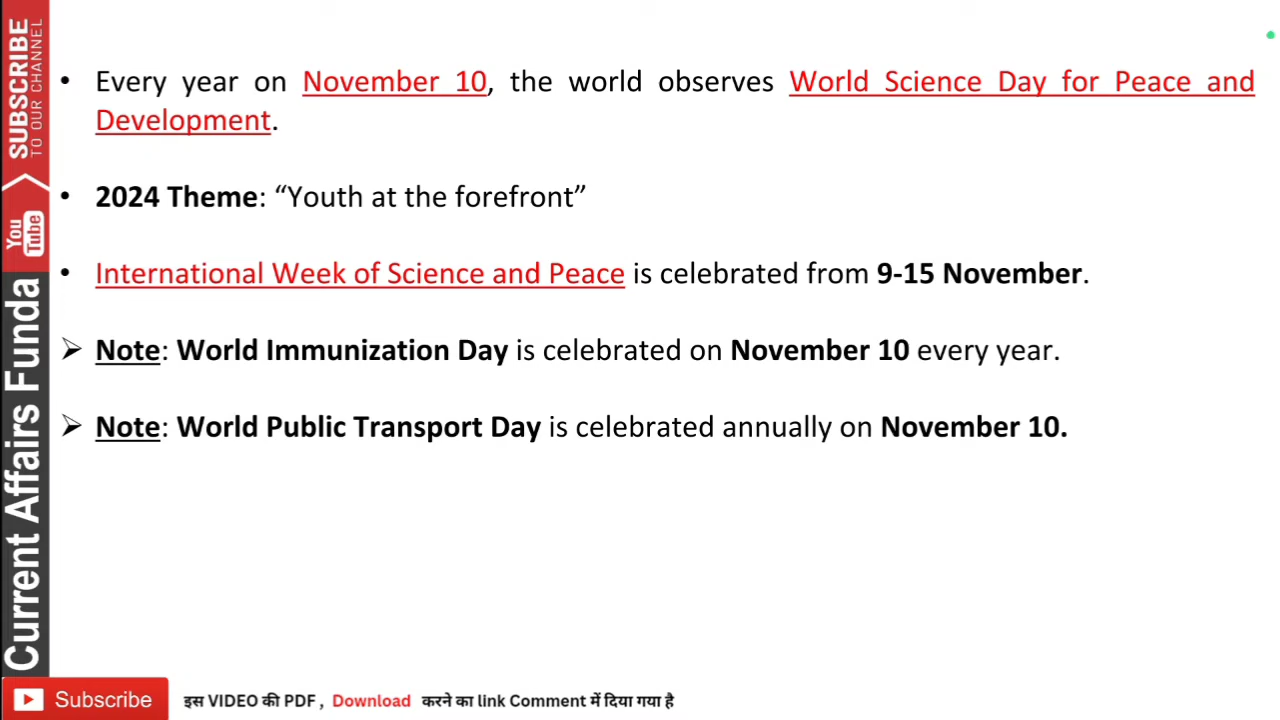 • Every year on November 10, the world observes World Science Day for Peace and
Development.
• 2024 Theme: “Youth at the forefront”
• International Week of Science and Peace is celebrated from 9-15 November.
➢ Note: World Immunization Day is celebrated on November 10 every year.
➢ Note: World Public Transport Day is celebrated annually on November 10.
SUBSCRIBE
TO OUR CHANNEL
You
Tube
Current Affairs Funda
Subscribe
इस VIDEO की PDF , Download करने का link Comment में दिया गया है